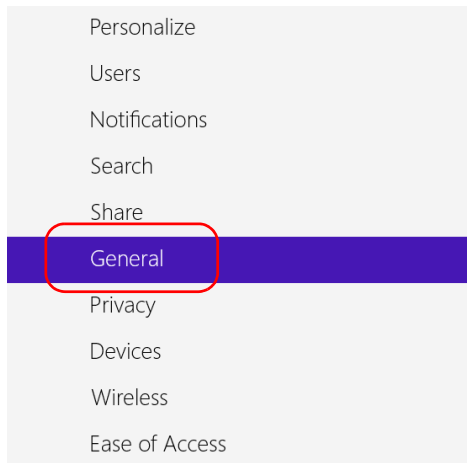 Personalize
Users
Notifications
Search
Share
General
Privacy
Devices
Wireless
Ease of Access